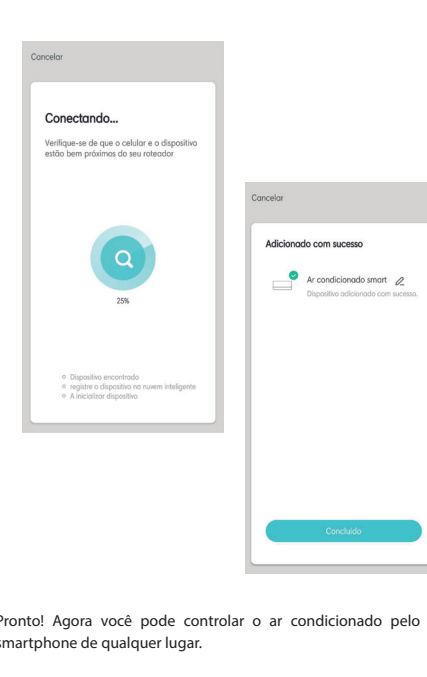 Cancelar
Conectando...
Verifique-se de que o celular e o dispositivo
estão bem próximos do seu roteador
25%
Dispositivo encontrado
registre o dispositivo na nuvem inteligente
A inicializar dispositivo
Cancelar
Adicionado com sucesso
Ar condicionado smart
Dispositivo adicionado com sucesso.
Concluído
Pronto! Agora você pode controlar o ar condicionado pelo
smartphone de qualquer lugar.